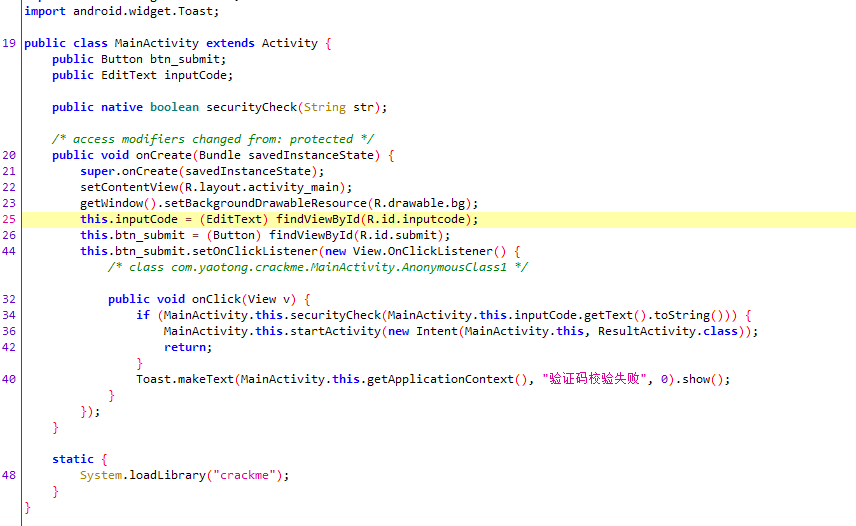 import android.widget.Toast;
19 public class MainActivity extends Activity {
public Button btn_submit;
public EditText inputCode;
public native boolean securityCheck(String str);
/* access modifiers changed from: protected */
20 public void onCreate(Bundle savedInstanceState) {
21 super.onCreate(savedInstanceState);
22 setContentView(R.layout.activity_main);
23 getWindow().setBackgroundDrawableResource(R.drawable.bg);
25 this.inputCode = (EditText) findViewById(R.id.inputcode);
26 this.btn_submit = (Button) findViewById(R.id.submit);
44 this.btn_submit.setOnClickListener(new View.OnClickListener() {
/* class com.yaotong.crackme.MainActivity.AnonymousClass1 */
32 public void onClick(View v) {
34 if (MainActivity.this.securityCheck(MainActivity.this.inputCode.getText().toString())) {
36 MainActivity.this.startActivity(new Intent(MainActivity.this, ResultActivity.class));
42 return;
}
40 Toast.makeText(MainActivity.this.getApplicationContext(), "验证码校验失败", 0).show();
}
});
}
static {
48 System.loadLibrary("crackme");
}
}